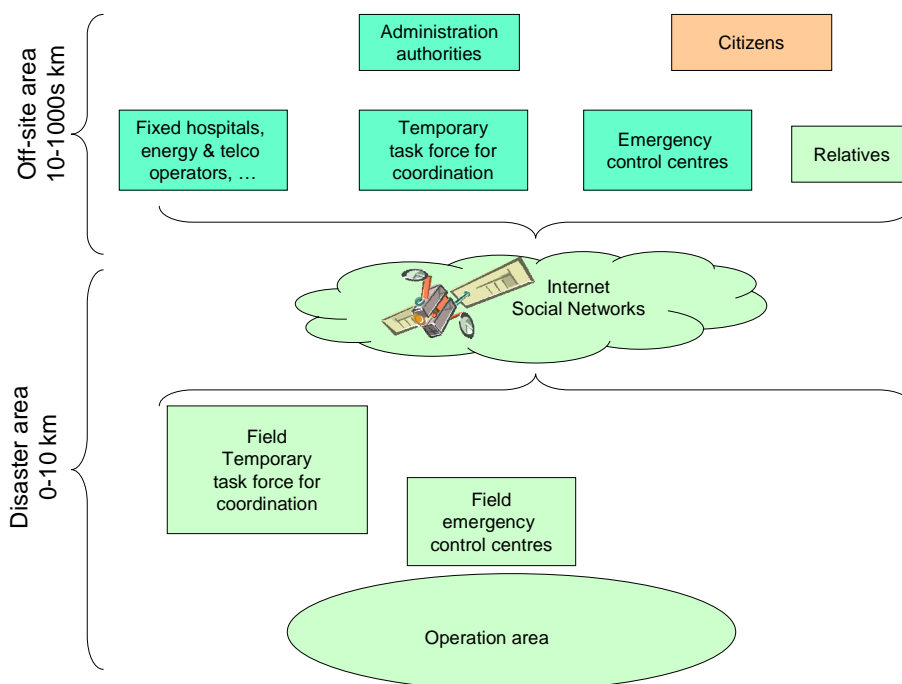 Off-site area
10-1000s km
Administration
authorities
Citizens
Fixed hospitals,
energy & telco
operators, …
Temporary
task force for
coordination
Emergency
control centres
Relatives
Internet
Social Networks
Disaster area
0-10 km
Field
Temporary
task force for
coordination
Field
emergency
control centres
Operation area